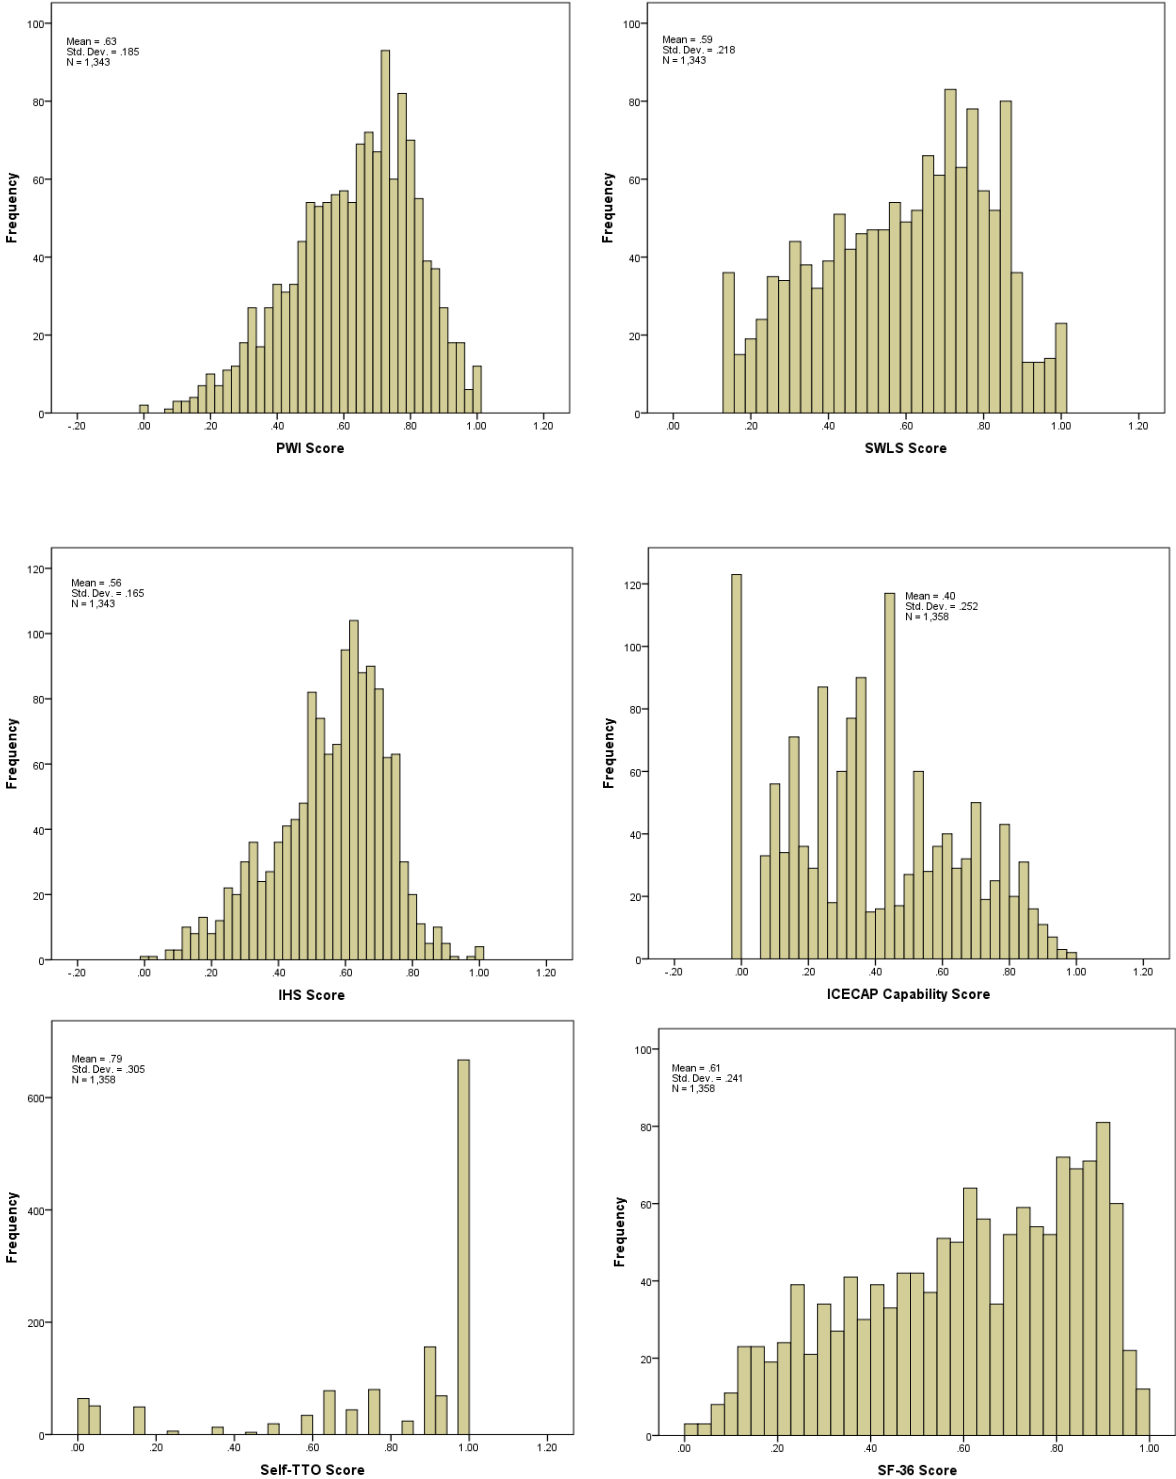 100
80
60
40
20
0
Frequency
Mean = .63
Std. Dev. = .185
N = 1,343
-.20 .00 .20 .40 .60 .80 1.00 1.20
PWI Score
100
80
60
40
20
0
Frequency
Mean = .59
Std. Dev. = .218
N = 1,343
.00 .20 .40 .60 .80 1.00 1.20
SWLS Score
120
100
80
60
40
20
0
Frequency
Mean = .56
Std. Dev. = .165
N = 1,343
-.20 .00 .20 .40 .60 .80 1.00 1.20
IHS Score
120
100
80
60
40
20
0
Frequency
Mean = .40
Std. Dev. = .252
N = 1,358
-.20 .00 .20 .40 .60 .80 1.00 1.20
ICECAP Capability Score
600
400
200
0
Frequency
Mean = .79
Std. Dev. = .305
N = 1,358
.00 .20 .40 .60 .80 1.00 1.20
Self-TTO Score
100
80
60
40
20
0
Frequency
Mean = .61
Std. Dev. = .241
N = 1,358
.00 .20 .40 .60 .80 1.00
SF-36 Score